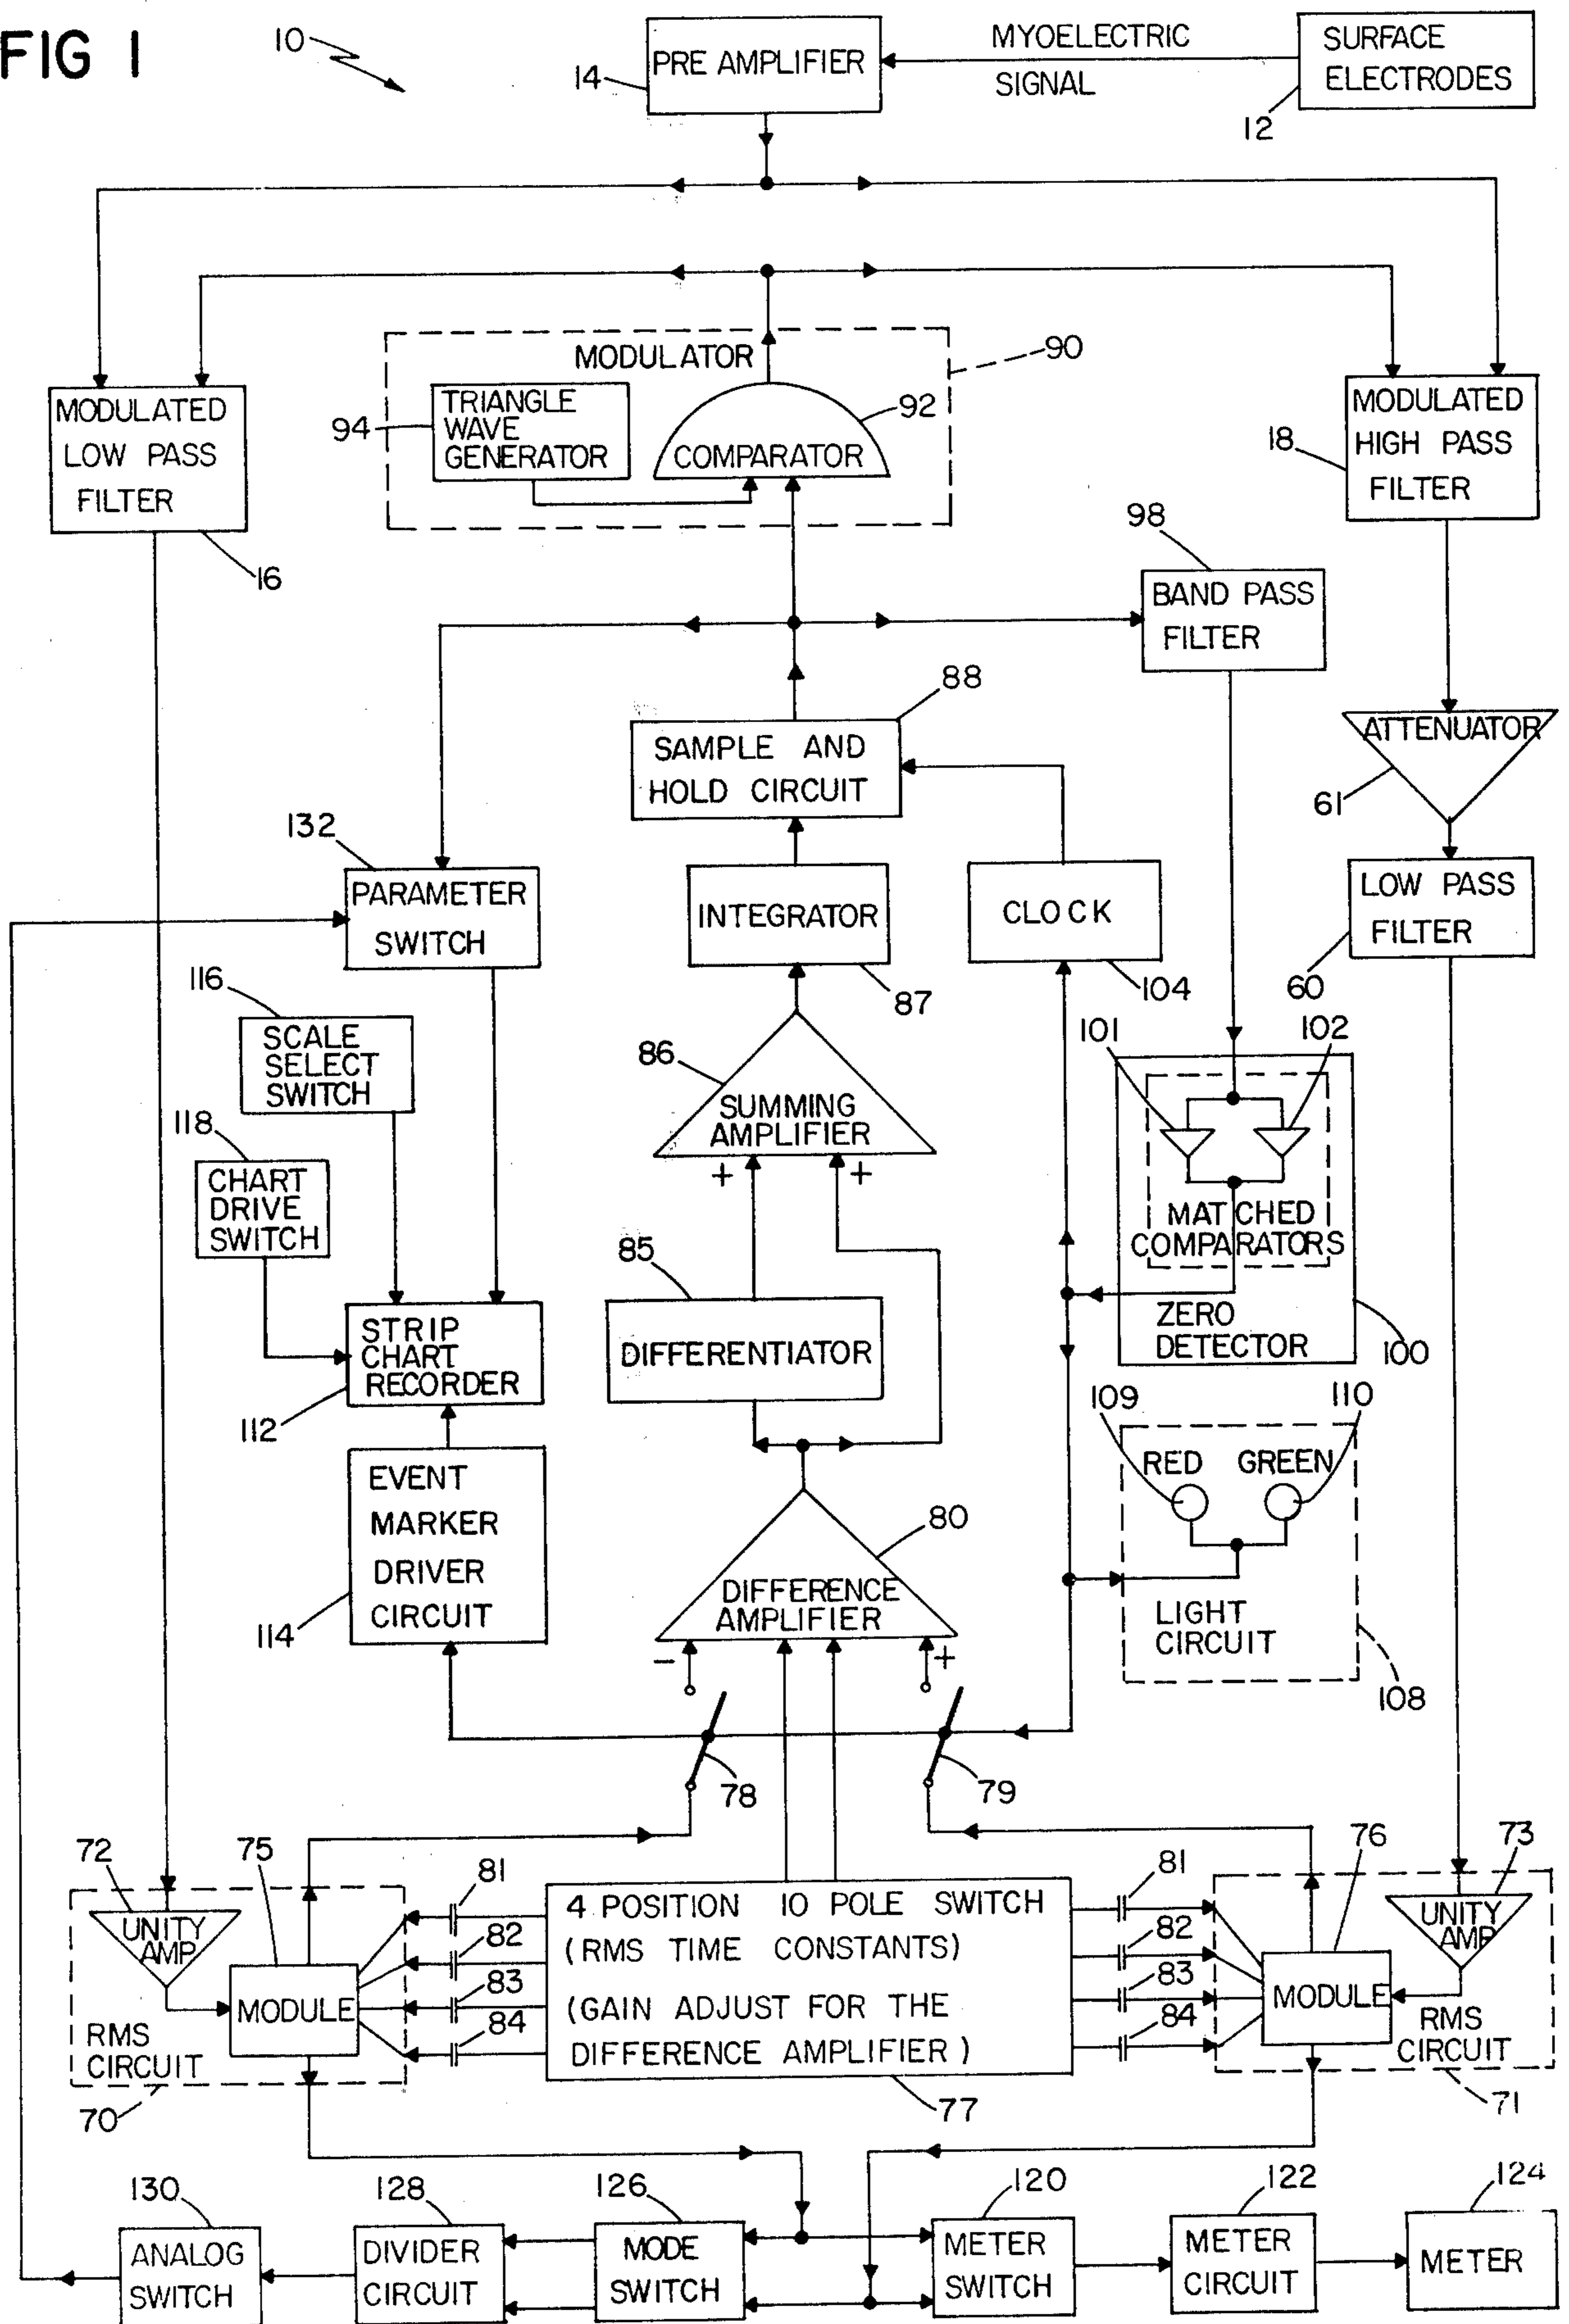 FIG 1
10
PRE AMPLIFIER
14
MYOELECTRIC
SIGNAL
SURFACE
ELECTRODES
12
MODULATOR
90
TRIANGLE
WAVE
GENERATOR
94
92
COMPARATOR
MODULATED
LOW PASS
FILTER
16
MODULATED
HIGH PASS
FILTER
18
98
BAND PASS
FILTER
88
SAMPLE AND
HOLD CIRCUIT
ATTENUATOR
61
132
PARAMETER
SWITCH
INTEGRATOR
87
CLOCK
104
LOW PASS
FILTER
60
116
SCALE
SELECT
SWITCH
86
SUMMING
AMPLIFIER
+
+
101
102
MATCHED
COMPARATORS
ZERO
DETECTOR
100
118
CHART
DRIVE
SWITCH
85
DIFFERENTIATOR
STRIP
CHART
RECORDER
112
109
110
RED GREEN
LIGHT
CIRCUIT
108
EVENT
MARKER
DRIVER
CIRCUIT
114
80
DIFFERENCE
AMPLIFIER
−
+
78
79
72
75
UNITY
AMP
MODULE
RMS
CIRCUIT
70
81
82
83
84
4 POSITION 10 POLE SWITCH
(RMS TIME CONSTANTS)
(GAIN ADJUST FOR THE
DIFFERENCE AMPLIFIER)
77
81
82
83
84
76
73
UNITY
AMP
MODULE
RMS
CIRCUIT
71
130
ANALOG
SWITCH
128
DIVIDER
CIRCUIT
126
MODE
SWITCH
120
METER
SWITCH
122
METER
CIRCUIT
124
METER